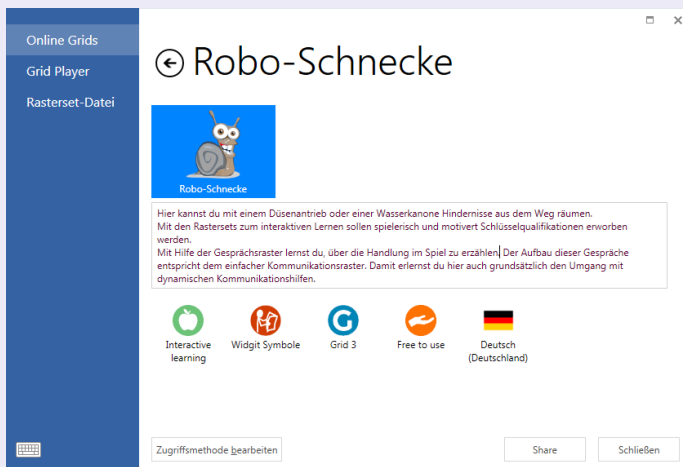 Online Grids
Grid Player
Rasterset-Datei
Robo-Schnecke
Robo-Schnecke
Hier kannst du mit einem Düsenantrieb oder einer Wasserkanone Hindernisse aus dem Weg räumen.
Mit den Rastersets zum interaktiven Lernen sollen spielerisch und motivert Schlüsselqualifikationen erworben
werden.
Mit Hilfe der Gesprächsraster lernst du, über die Handlung im Spiel zu erzählen. Der Aufbau dieser Gespräche
entspricht dem einfacher Kommunikationsraster. Damit erlernst du hier auch grundsätzlich den Umgang mit
dynamischen Kommunikationshilfen.
Interactive
learning
Widgit Symbole
Grid 3
Free to use
Deutsch
(Deutschland)
Zugriffsmethode bearbeiten
Share
Schließen